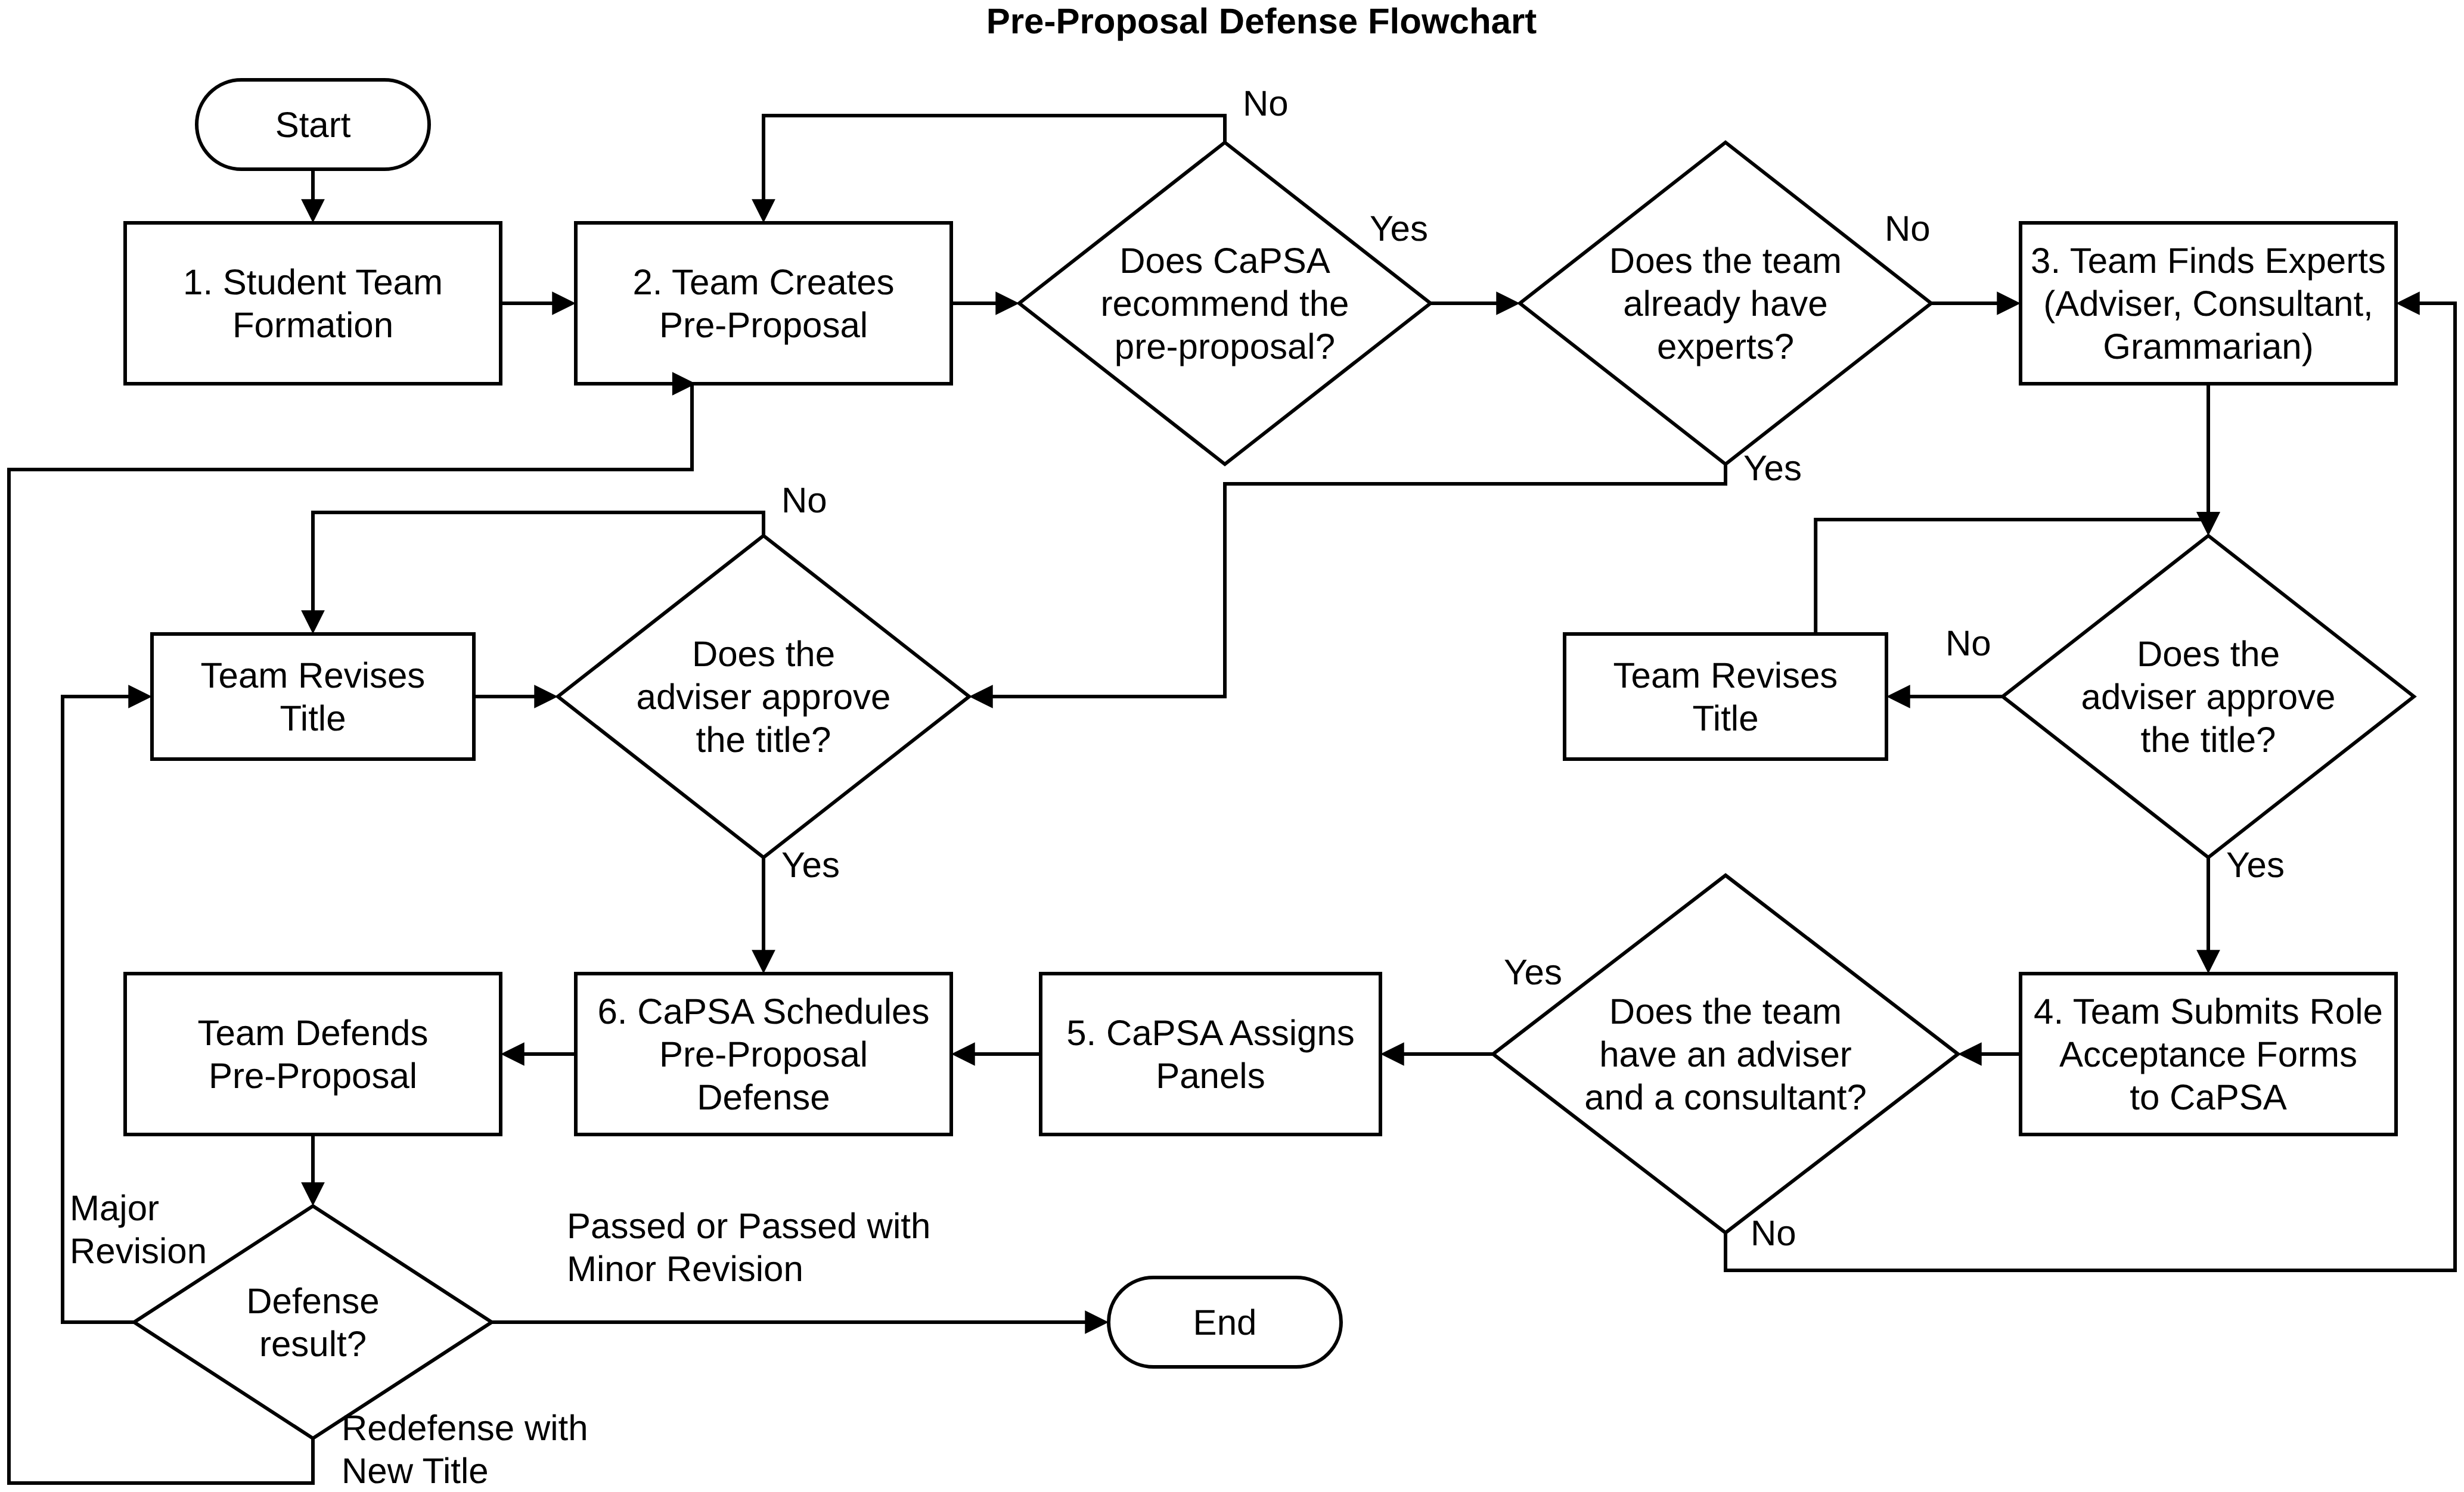 Pre-Proposal Defense Flowchart
Start
No
1. Student Team
Formation
2. Team Creates
Pre-Proposal
Does CaPSA
recommend the
pre-proposal?
Yes
Does the team
already have
experts?
No
3. Team Finds Experts
(Adviser, Consultant,
Grammarian)
Yes
No
Team Revises
Title
Does the
adviser approve
the title?
Team Revises
Title
No
Does the
adviser approve
the title?
Yes
Yes
Team Defends
Pre-Proposal
6. CaPSA Schedules
Pre-Proposal
Defense
5. CaPSA Assigns
Panels
Yes
Does the team
have an adviser
and a consultant?
4. Team Submits Role
Acceptance Forms
to CaPSA
No
Major
Revision
Passed or Passed with
Minor Revision
Defense
result?
End
Redefense with
New Title